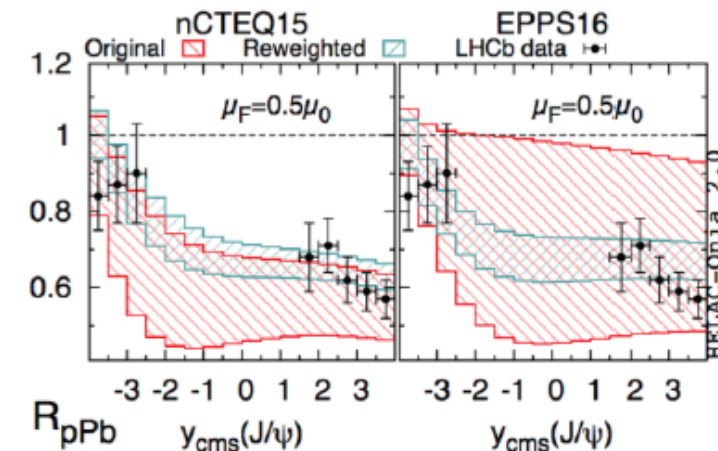 nCTEQ15 EPPS16
Original Reweighted LHCb data
1.2
1
0.8
0.6
μF=0.5μ0 μF=0.5μ0
-3 -2 -1 0 1 2 3 -3 -2 -1 0 1 2 3
RpPb ycms(J/ψ) ycms(J/ψ)